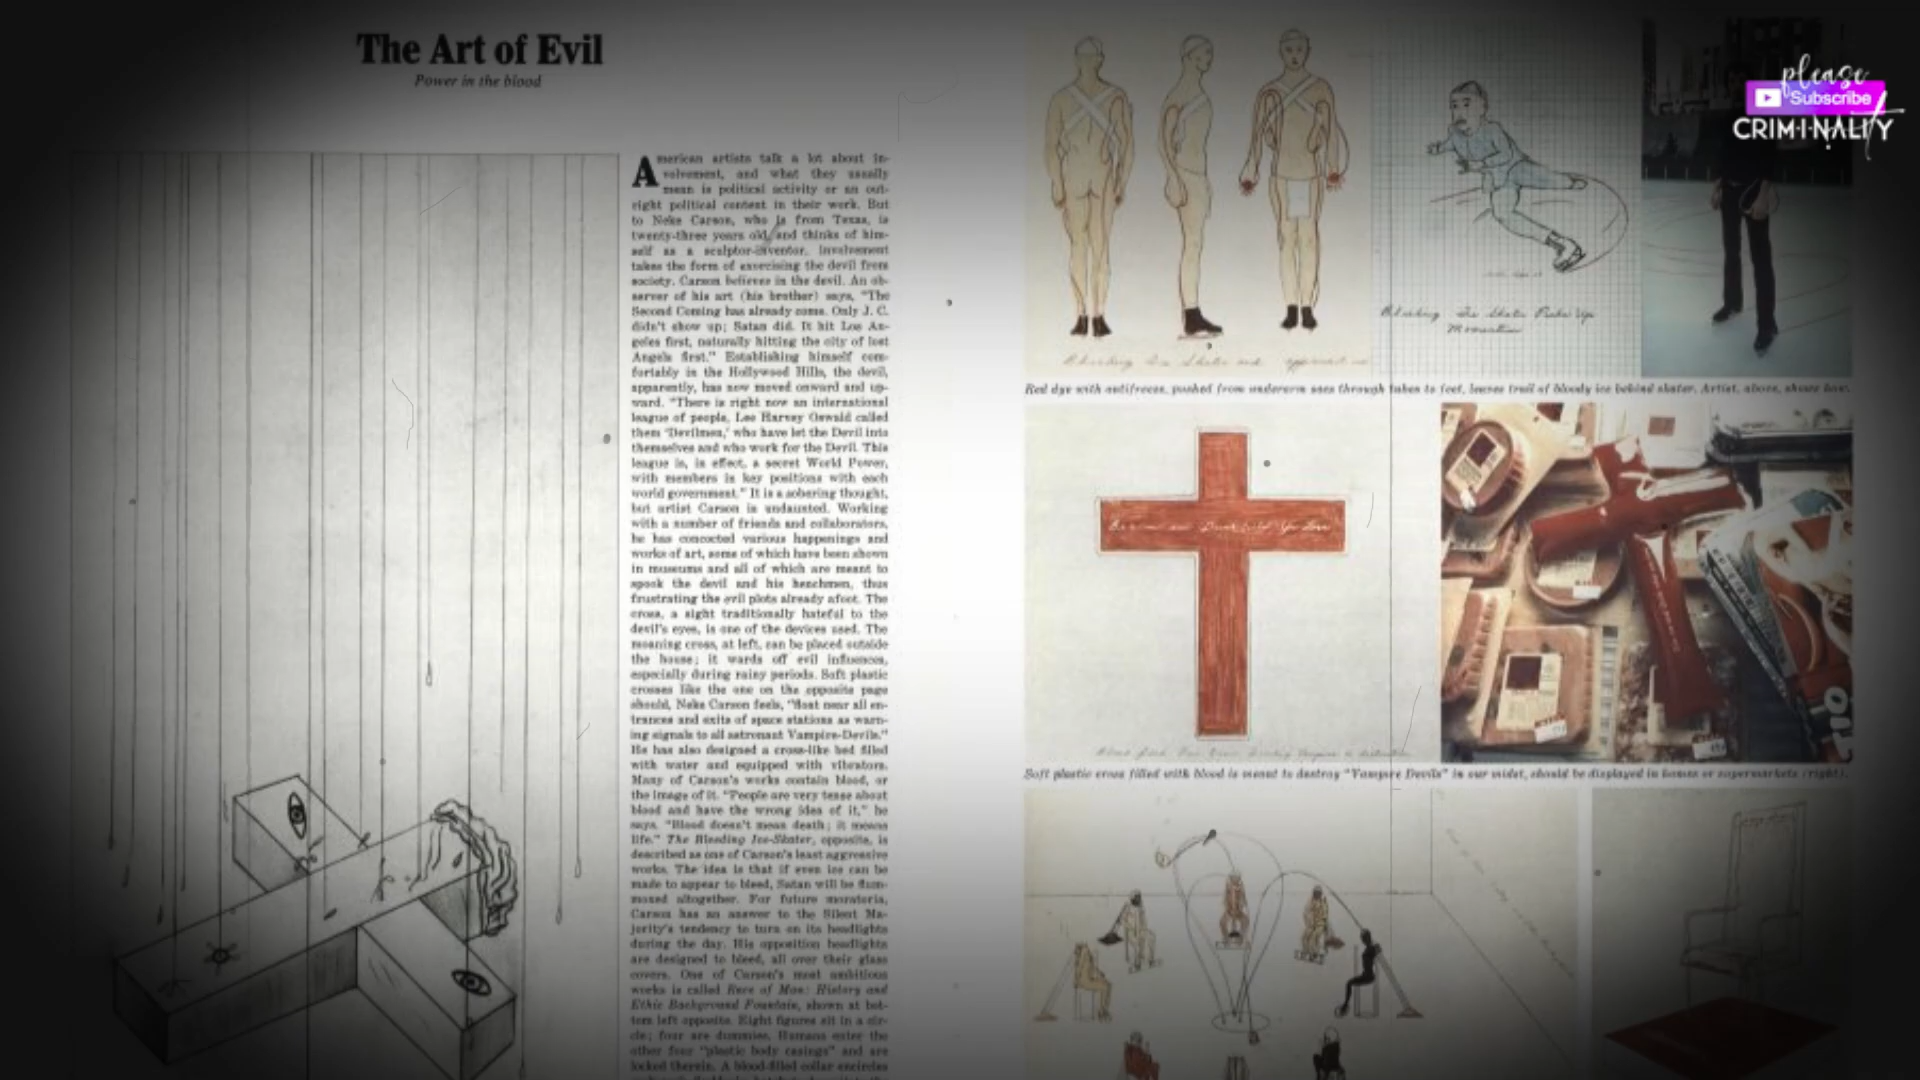 The Art of Evil
Power in the blood
American artists talk a lot about in-
volvement, and what they usually
mean is political activity or an out-
right political content in their work. But
to Neke Carson, who is from Texas, is
twenty-three years old, and thinks of him-
self as a sculptor-inventor, involvement
takes the form of exorcising the devil from
society. Carson believes in the devil. An ob-
server of his art (his brother) says, "The
Second Coming has already come. Only J. C.
didn't show up; Satan did. It hit Los An-
geles first, naturally hitting the city of lost
Angels first." Establishing himself com-
fortably in the Hollywood Hills, the devil,
apparently, has now moved onward and up-
ward. "There is right now an international
league of people, Lee Harvey Oswald called
them 'Devilmen,' who have let the Devil into
themselves and who work for the Devil. This
league is, in effect, a secret World Power,
with members in key positions with each
world government." It is a sobering thought,
but artist Carson is undaunted. Working
with a number of friends and collaborators,
he has concocted various happenings and
works of art, some of which have been shown
in museums and all of which are meant to
spook the devil and his henchmen, thus
frustrating the evil plots already afoot. The
cross, a sight traditionally hateful to the
devil's eyes, is one of the devices used. The
moaning cross, at left, can be placed outside
the house; it wards off evil influences,
especially during rainy periods. Soft plastic
crosses like the one on the opposite page
should, Neke Carson feels, "float near all en-
trances and exits of space stations as warn-
ing signals to all astronaut Vampire-Devils."
He has also designed a cross-like bed filled
with water and equipped with vibrators.
Many of Carson's works contain blood, or
the image of it. "People are very tense about
blood and have the wrong idea of it," he
says. "Blood doesn't mean death; it means
life." The Bleeding Ice-Skater, opposite, is
described as one of Carson's least aggressive
works. The idea is that if even ice can be
made to appear to bleed, Satan will be flum-
moxed altogether. For future moratoria,
Carson has an answer to the Silent Ma-
jority's tendency to turn on its headlights
during the day. His opposition headlights
are designed to bleed, all over their glass
covers. One of Carson's most ambitious
works is called Race of Man: History and
Ethic Background Fountain, shown at bot-
tom left opposite. Eight figures sit in a cir-
cle; four are dummies. Humans enter the
other four "plastic body casings" and are
locked therein. A blood-filled collar encircles
Bleeding Ice Skater and
Bleeding Ice Skater Picks Up
Momentum
Red dye with antifreeze, pushed from underarm sacs through tubes to feet, leaves trail of bloody ice behind skater. Artist, above, shows how.
Soft plastic cross filled with blood is meant to destroy "Vampire Devils" in our midst, should be displayed in homes or supermarkets (right).
please
Subscribe
CRIMINALITY